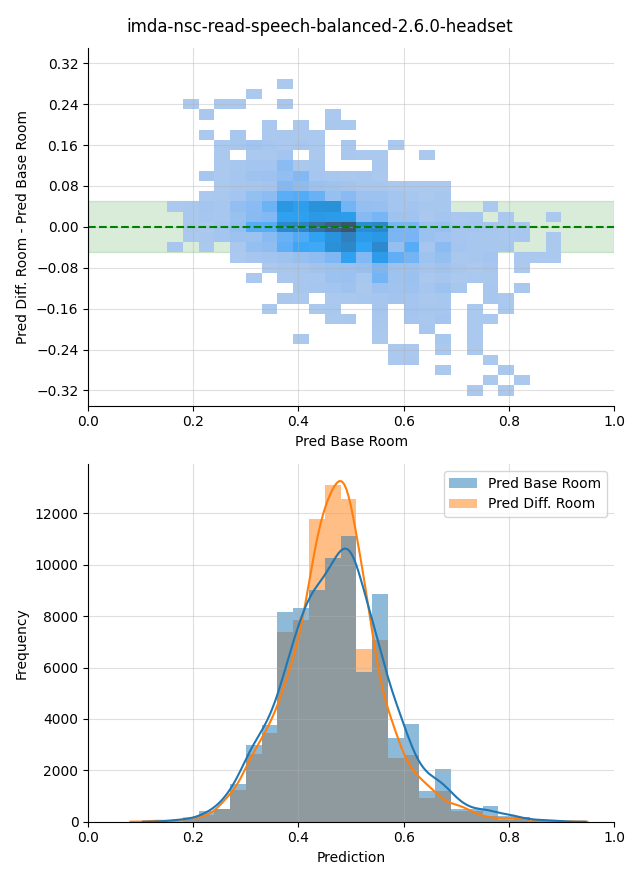 imda-nsc-read-speech-balanced-2.6.0-headset
Pred Diff. Room - Pred Base Room
0.32
0.24
0.16
0.08
0.00
−0.08
−0.16
−0.24
−0.32
0.0 0.2 0.4 0.6 0.8 1.0
Pred Base Room
Pred Base Room
Pred Diff. Room
Frequency
12000
10000
8000
6000
4000
2000
0
0.0 0.2 0.4 0.6 0.8 1.0
Prediction